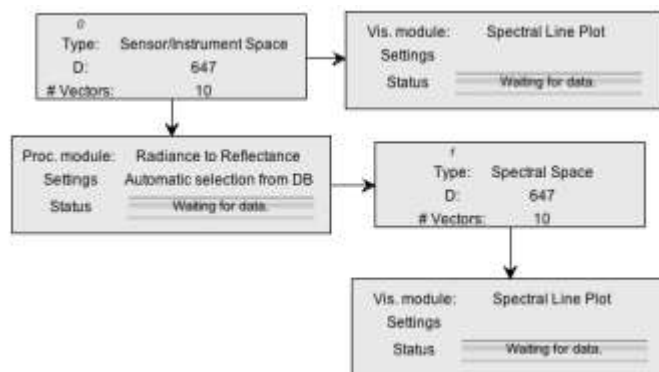 0
Type: Sensor/Instrument Space
D: 647
# Vectors: 10
Vis. module: Spectral Line Plot
Settings
Status Waiting for data.
Proc. module: Radiance to Reflectance
Settings Automatic selection from DB
Status Waiting for data.
Type: Spectral Space
D: 647
# Vectors: 10
Vis. module: Spectral Line Plot
Settings
Status Waiting for data.